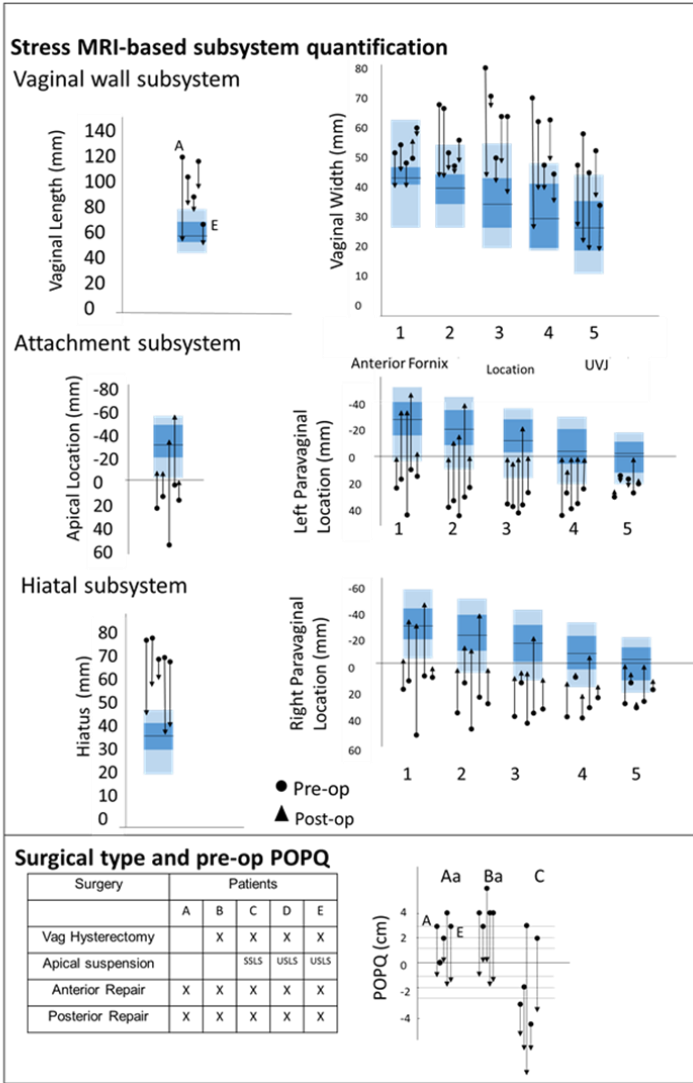 Stress MRI-based subsystem quantification
Vaginal wall subsystem
Vaginal Length (mm)
140
120
100
80
60
40
20
0
A
E
Vaginal Width (mm)
80
70
60
50
40
30
20
10
0
1 2 3 4 5
Attachment subsystem
Anterior Fornix Location UVJ
Apical Location (mm)
-80
-60
-40
-20
0
20
40
60
Left Paravaginal
Location (mm)
-40
-20
0
20
40
1 2 3 4 5
Hiatal subsystem
Hiatus (mm)
80
70
60
50
40
30
20
10
0
Right Paravaginal
Location (mm)
-60
-40
-20
0
20
40
60
1 2 3 4 5
Pre-op
Post-op
Surgical type and pre-op POPQ
Surgery Patients
A B C D E
Vag Hysterectomy X X X X
Apical suspension SSLS USLS USLS
Anterior Repair X X X X X
Posterior Repair X X X X X
Aa Ba C
POPQ (cm)
4
2
0
-2
-4
A
E